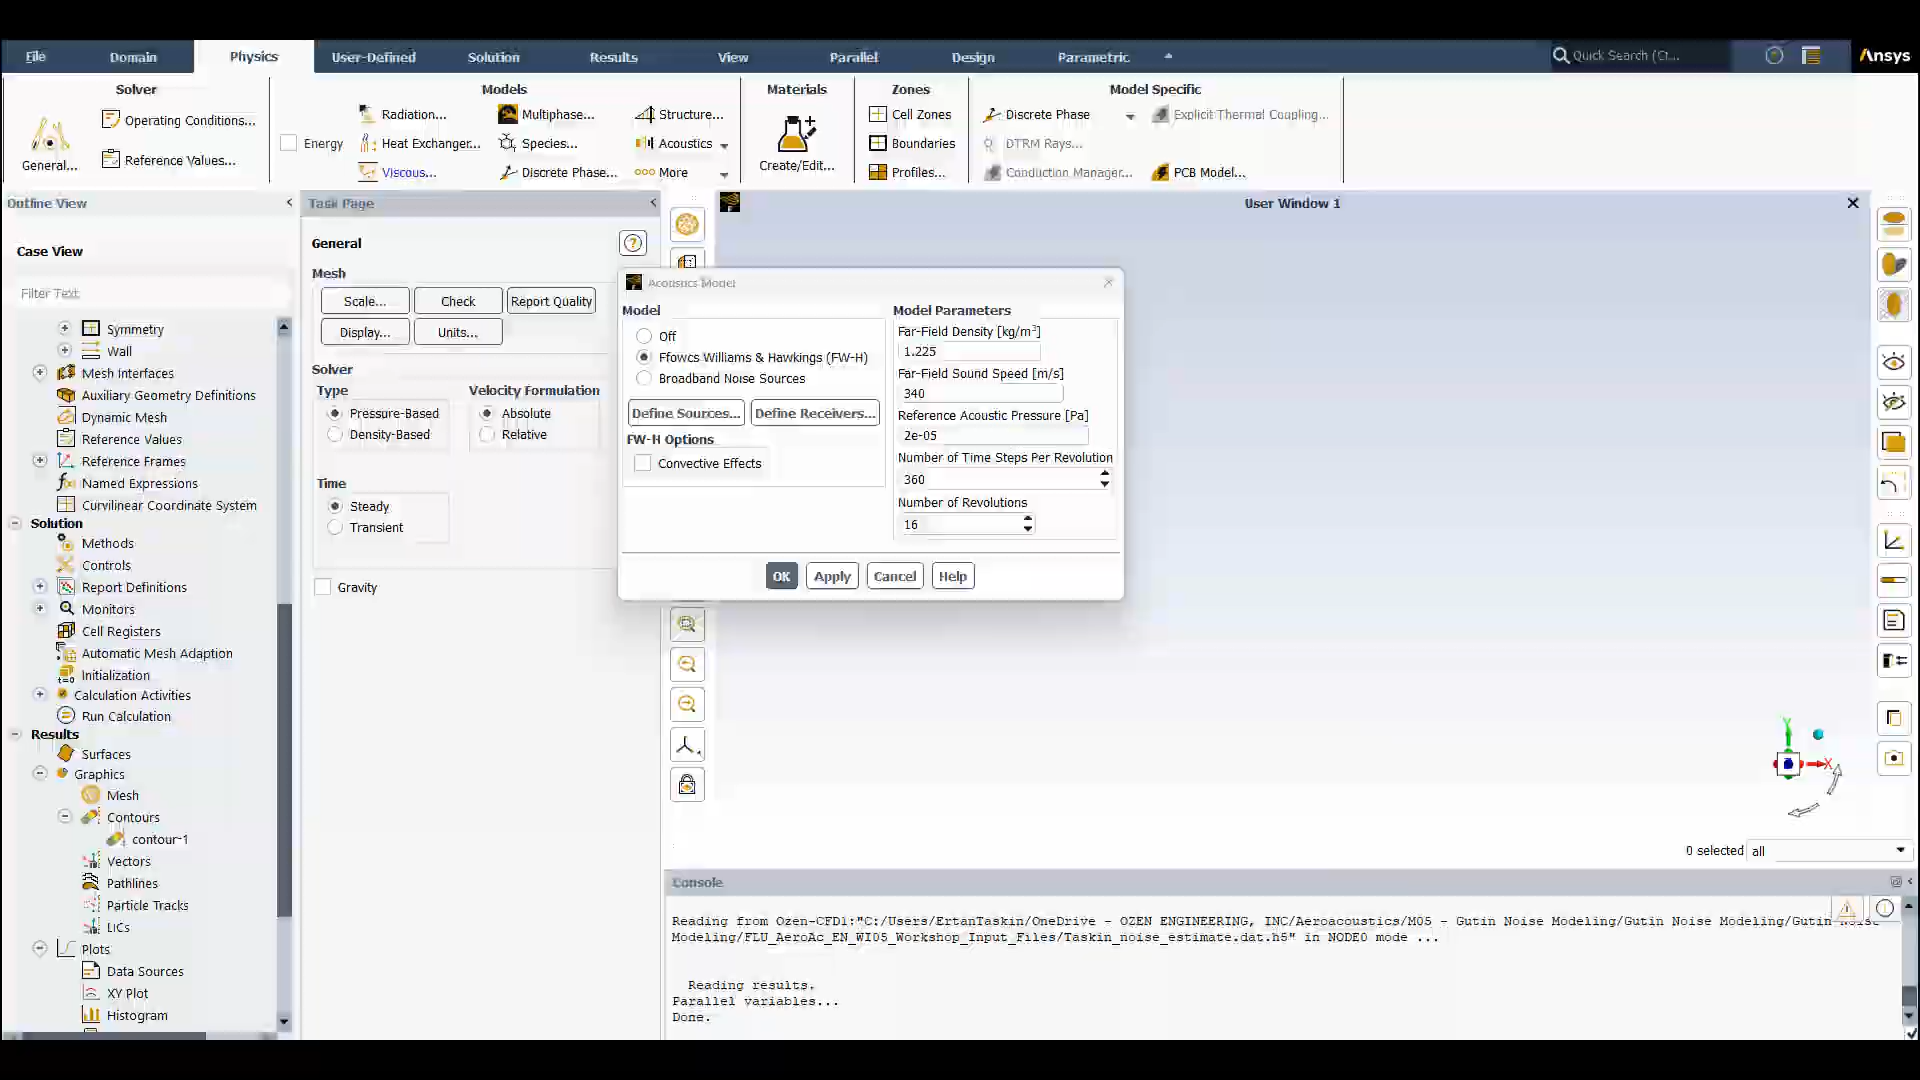 File
Domain
Physics
User-Defined
Solution
Results
View
Parallel
Design
Parametric
Quick Search (Ct...
Ansys
Solver
General...
Operating Conditions...
Reference Values...
Models
Energy
Radiation...
Heat Exchanger...
Viscous...
Multiphase...
Species...
Discrete Phase...
Structure...
Acoustics
More
Materials
Create/Edit...
Zones
Cell Zones
Boundaries
Profiles...
Model Specific
Discrete Phase
DTRM Rays...
Conduction Manager...
Explicit Thermal Coupling...
PCB Model...
Outline View
Case View
Filter Text
Symmetry
Wall
Mesh Interfaces
Auxiliary Geometry Definitions
Dynamic Mesh
Reference Values
Reference Frames
Named Expressions
Curvilinear Coordinate System
Solution
Methods
Controls
Report Definitions
Monitors
Cell Registers
Automatic Mesh Adaption
Initialization
Calculation Activities
Run Calculation
Results
Surfaces
Graphics
Mesh
Contours
contour-1
Vectors
Pathlines
Particle Tracks
LICs
Plots
Data Sources
XY Plot
Histogram
Task Page
General
Mesh
Scale...
Check
Report Quality
Display...
Units...
Solver
Type
Velocity Formulation
Pressure-Based
Absolute
Density-Based
Relative
Time
Steady
Transient
Gravity
User Window 1
Acoustics Model
Model
Off
Ffowcs Williams & Hawkings (FW-H)
Broadband Noise Sources
Define Sources...
Define Receivers...
FW-H Options
Convective Effects
Model Parameters
Far-Field Density [kg/m³]
1.225
Far-Field Sound Speed [m/s]
340
Reference Acoustic Pressure [Pa]
2e-05
Number of Time Steps Per Revolution
360
Number of Revolutions
16
OK
Apply
Cancel
Help
Y
X
0 selected
all
Console
Reading from Ozen-CFD1:"C:/Users/ErtanTaskin/OneDrive - OZEN ENGINEERING, INC/Aeroacoustics/M05 - Gutin Noise Modeling/Gutin Noise Modeling/Gutin Noise
Modeling/FLU_AeroAc_EN_WI05_Workshop_Input_Files/Taskin_noise_estimate.dat.h5" in NODE0 mode ...
Reading results.
Parallel variables...
Done.